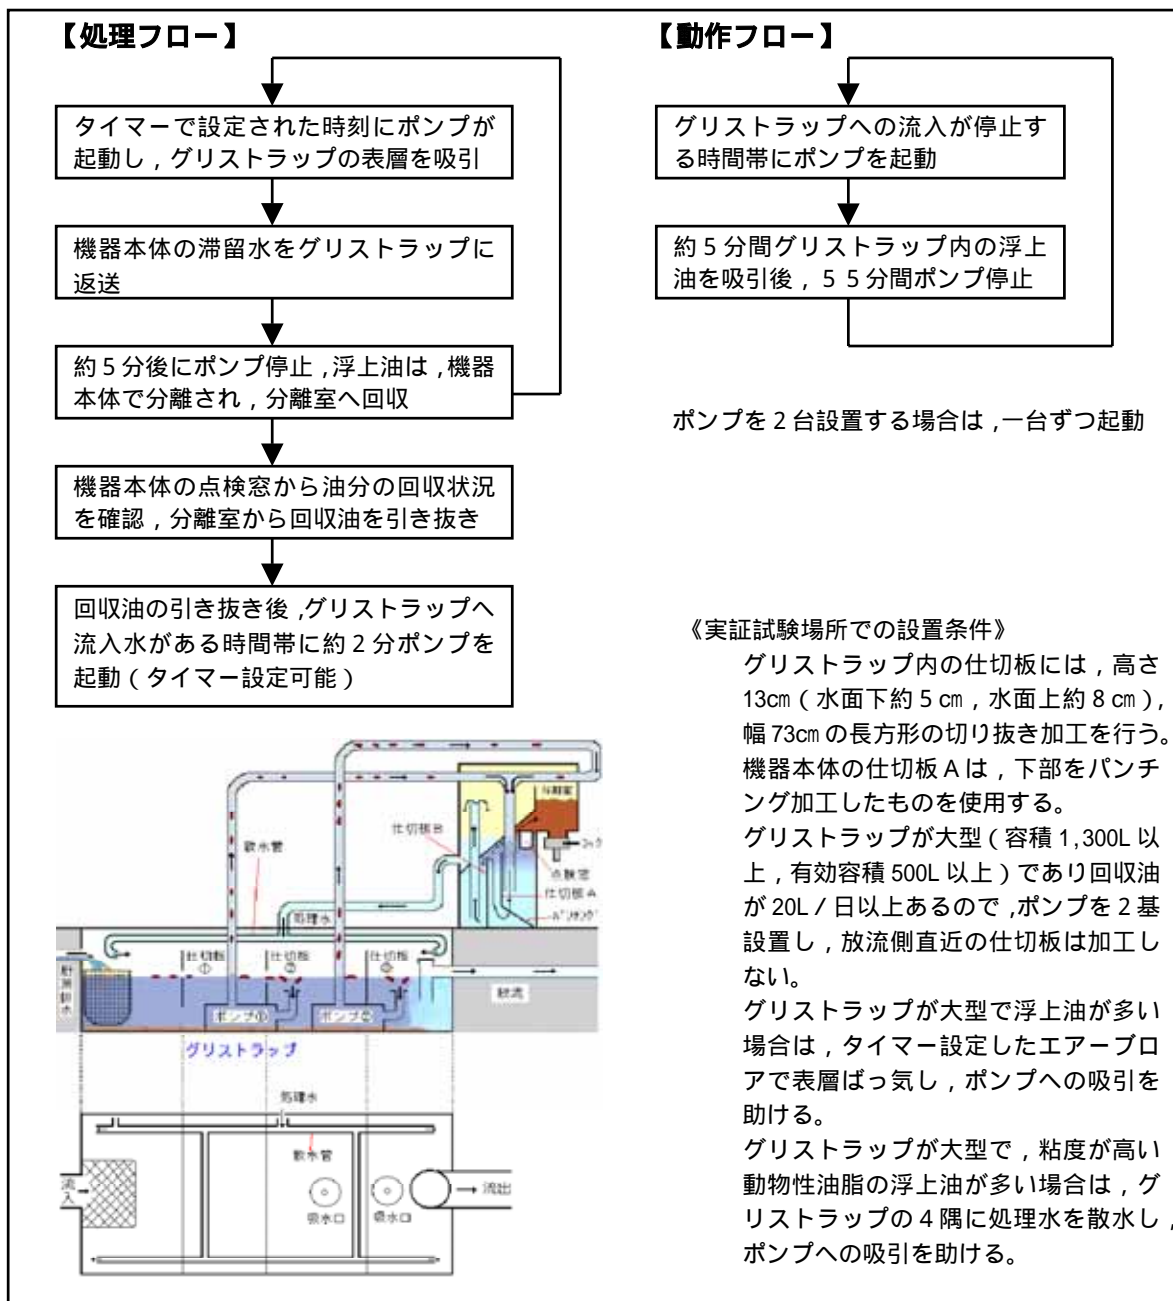 【処理フロー】
タイマーで設定された時刻にポンプが
起動し，グリストラップの表層を吸引
機器本体の滞留水をグリストラップに
返送
約５分後にポンプ停止，浮上油は，機器
本体で分離され，分離室へ回収
機器本体の点検窓から油分の回収状況
を確認，分離室から回収油を引き抜き
回収油の引き抜き後，グリストラップへ
流入水がある時間帯に約２分ポンプを
起動（タイマー設定可能）
【動作フロー】
グリストラップへの流入が停止す
る時間帯にポンプを起動
約５分間グリストラップ内の浮上
油を吸引後，５５分間ポンプ停止
ポンプを２台設置する場合は，一台ずつ起動
《実証試験場所での設置条件》
グリストラップ内の仕切板には，高さ
13㎝（水面下約５㎝，水面上約８㎝），
幅73㎝の長方形の切り抜き加工を行う。
機器本体の仕切板Ａは，下部をパンチ
ング加工したものを使用する。
グリストラップが大型（容積1,300L以
上，有効容積500L以上）であり回収油
が20L／日以上あるので，ポンプを２基
設置し，放流側直近の仕切板は加工し
ない。
グリストラップが大型で浮上油が多い
場合は，タイマー設定したエアーブロ
アで表層ばっ気し，ポンプへの吸引を
助ける。
グリストラップが大型で，粘度が高い
動物性油脂の浮上油が多い場合は，グ
リストラップの４隅に処理水を散水し，
ポンプへの吸引を助ける。
分離室
仕切板B
散水管
コック
点検窓
仕切板A
パンチング
処理水
仕切板
①
仕切板
②
仕切板
③
厨房排水
放流
ポンプ①
ポンプ②
グリストラップ
処理水
散水管
流入
流出
吸水口
吸水口